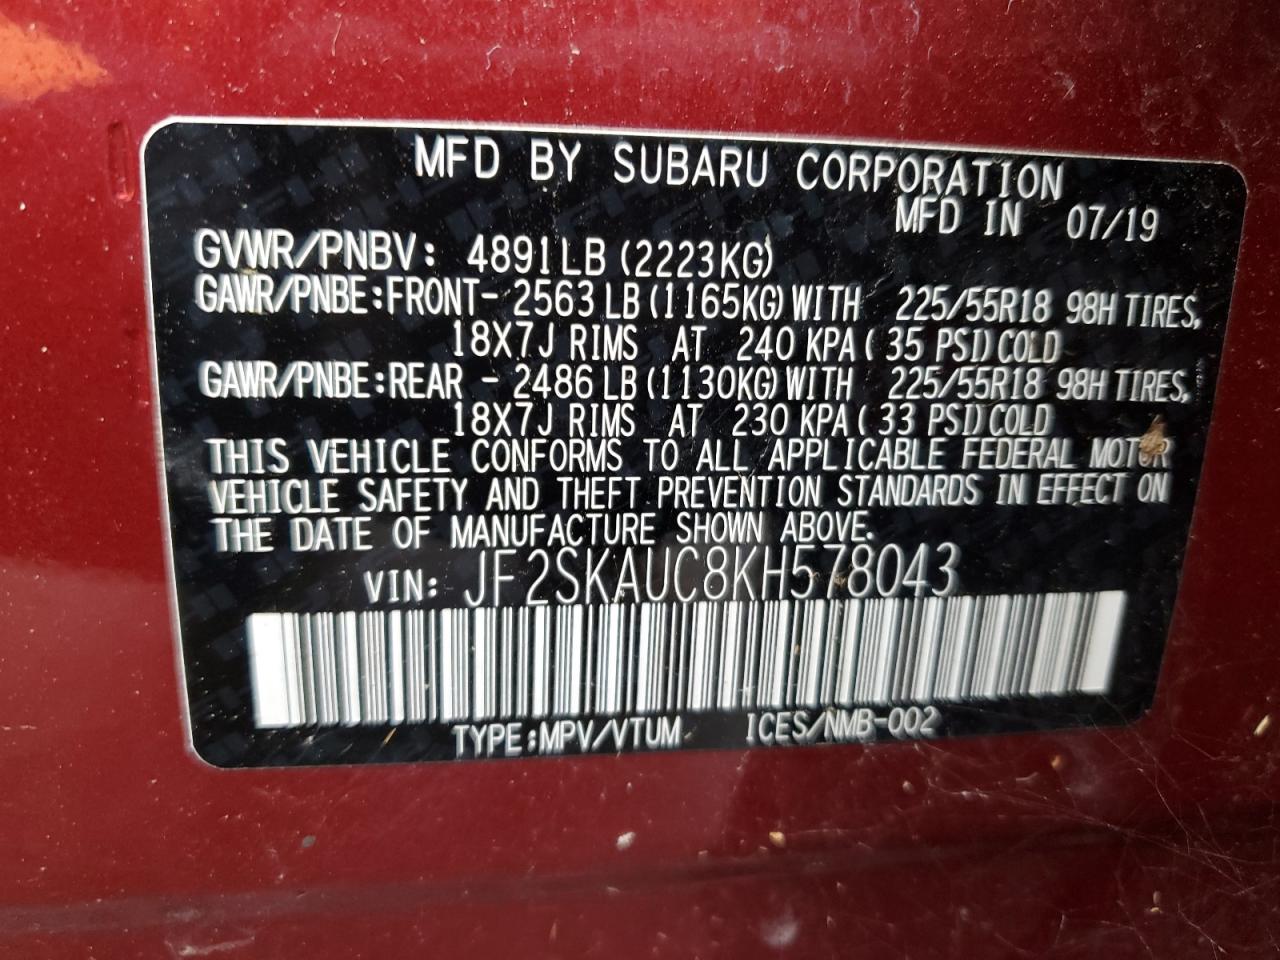 MFD BY SUBARU CORPORATION
MFD IN 07/19
GVWR/PNBV: 4891LB (2223KG)
GAWR/PNBE:FRONT- 2563 LB (1165KG) WITH 225/55R18 98H TIRES,
18X7J RIMS AT 240 KPA ( 35 PSI) COLD
GAWR/PNBE:REAR - 2486 LB (1130KG) WITH 225/55R18 98H TIRES,
18X7J RIMS AT 230 KPA ( 33 PSI) COLD
THIS VEHICLE CONFORMS TO ALL APPLICABLE FEDERAL MOTOR
VEHICLE SAFETY AND THEFT PREVENTION STANDARDS IN EFFECT ON
THE DATE OF MANUFACTURE SHOWN ABOVE.
VIN: JF2SKAUC8KH578043
TYPE:MPV/VTUM ICES/NMB-002